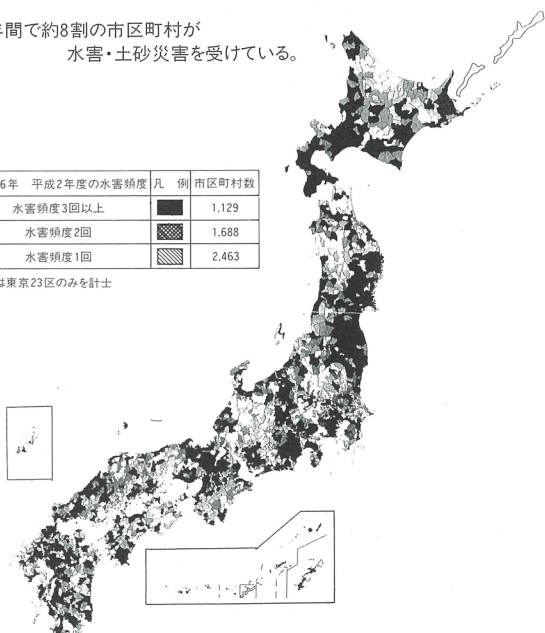 年間で約8割の市区町村が
水害・土砂災害を受けている。
6年 平成2年度の水害頻度 凡 例 市区町村数
水害頻度3回以上 1,129
水害頻度2回 1,688
水害頻度1回 2,463
は東京23区のみを計士